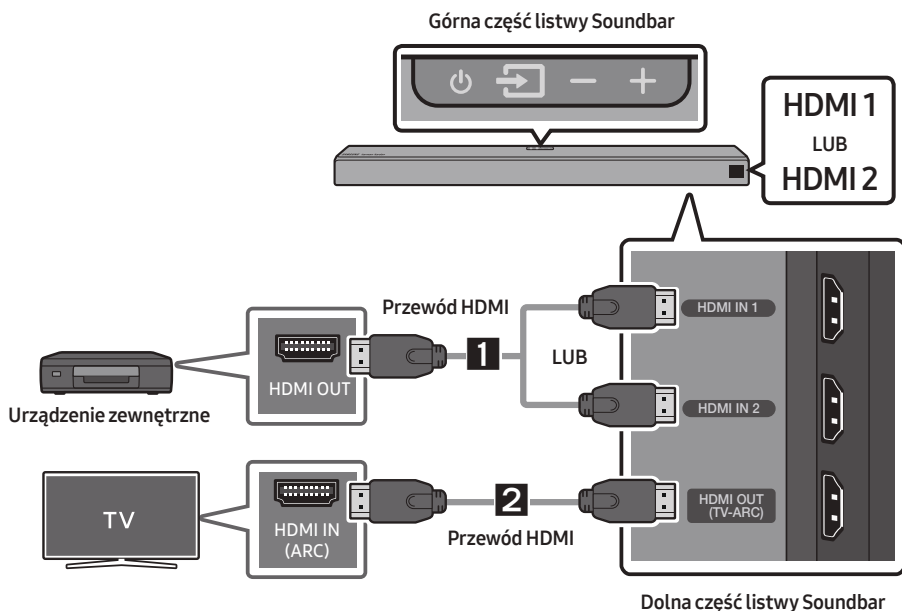 Górna część listwy Soundbar
HDMI 1
LUB
HDMI 2
Przewód HDMI
HDMI IN 1
1
LUB
HDMI OUT
HDMI IN 2
Urządzenie zewnętrzne
TV
HDMI IN
(ARC)
2
HDMI OUT
(TV-ARC)
Przewód HDMI
Dolna część listwy Soundbar